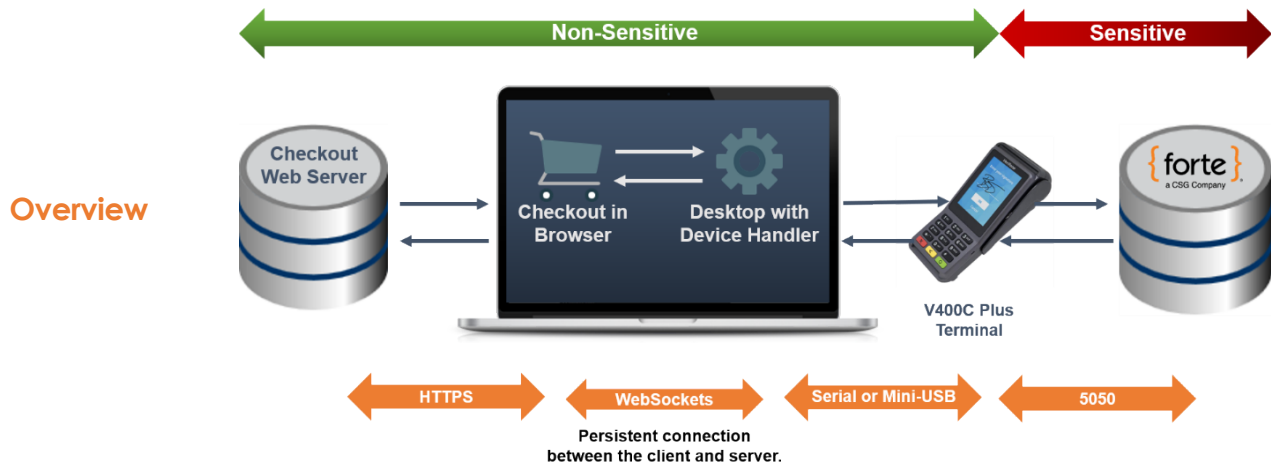 Non-Sensitive
Sensitive
Overview
Checkout
Web Server
Checkout in
Browser
Desktop with
Device Handler
{forte}
a CSG Company
V400C Plus
Terminal
HTTPS
WebSockets
Serial or Mini-USB
5050
Persistent connection
between the client and server.